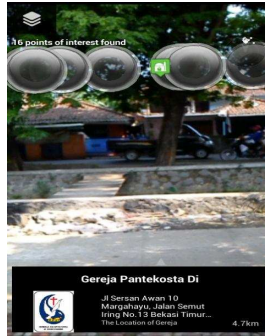 16 points of interest found
Gereja Pantekosta Di
Jl Sersan Awan 10
Margahayu, Jalan Semut
Iring No.13 Bekasi Timur...
The Location of Gereja
4.7km